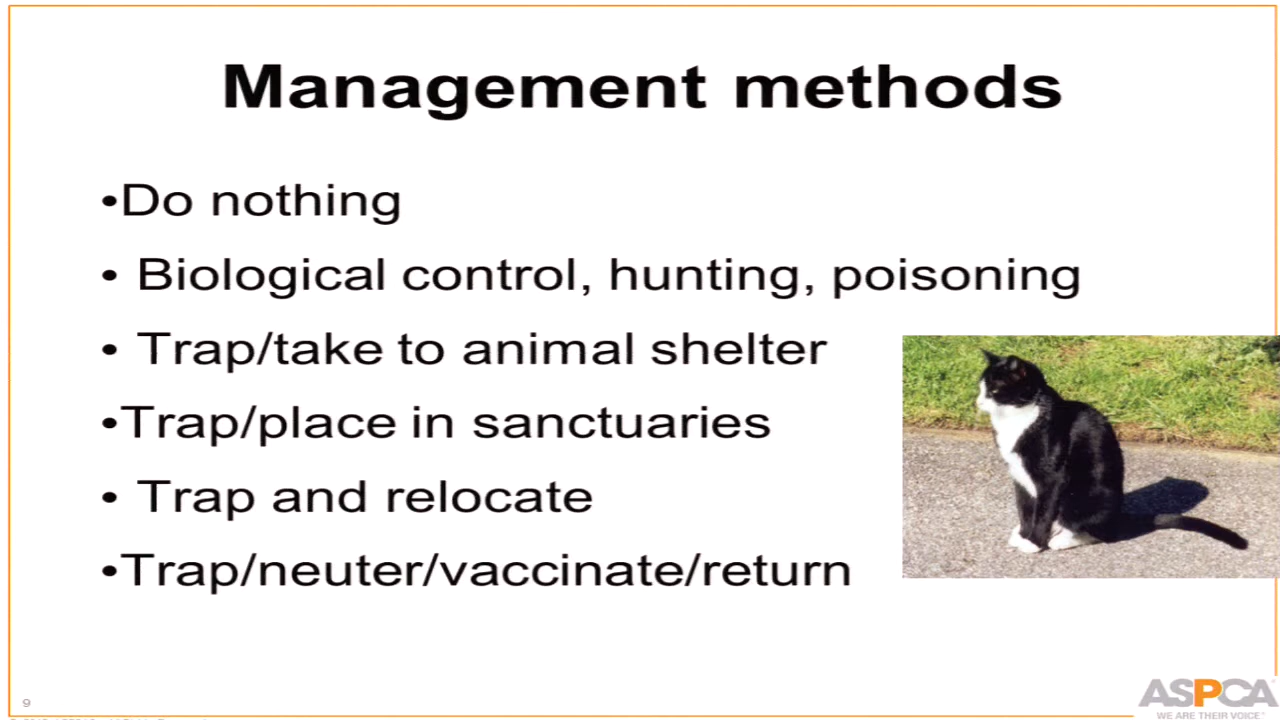 Management methods
•Do nothing
• Biological control, hunting, poisoning
• Trap/take to animal shelter
•Trap/place in sanctuaries
• Trap and relocate
•Trap/neuter/vaccinate/return
9
ASPCA
WE ARE THEIR VOICE